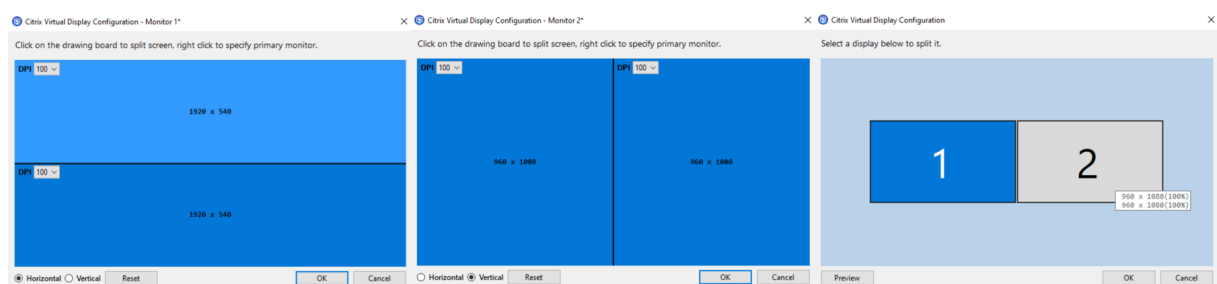 Citrix Virtual Display Configuration - Monitor 1*
Click on the drawing board to split screen, right click to specify primary monitor.
DPI 100
1920 x 540
DPI 100
1920 x 540
Horizontal Vertical Reset OK Cancel
Citrix Virtual Display Configuration - Monitor 2*
Click on the drawing board to split screen, right click to specify primary monitor.
DPI 100 DPI 100
960 x 1080 960 x 1080
Horizontal Vertical Reset OK Cancel
Citrix Virtual Display Configuration
Select a display below to split it.
1 2
960 x 1080(100%)
960 x 1080(100%)
Preview OK Cancel